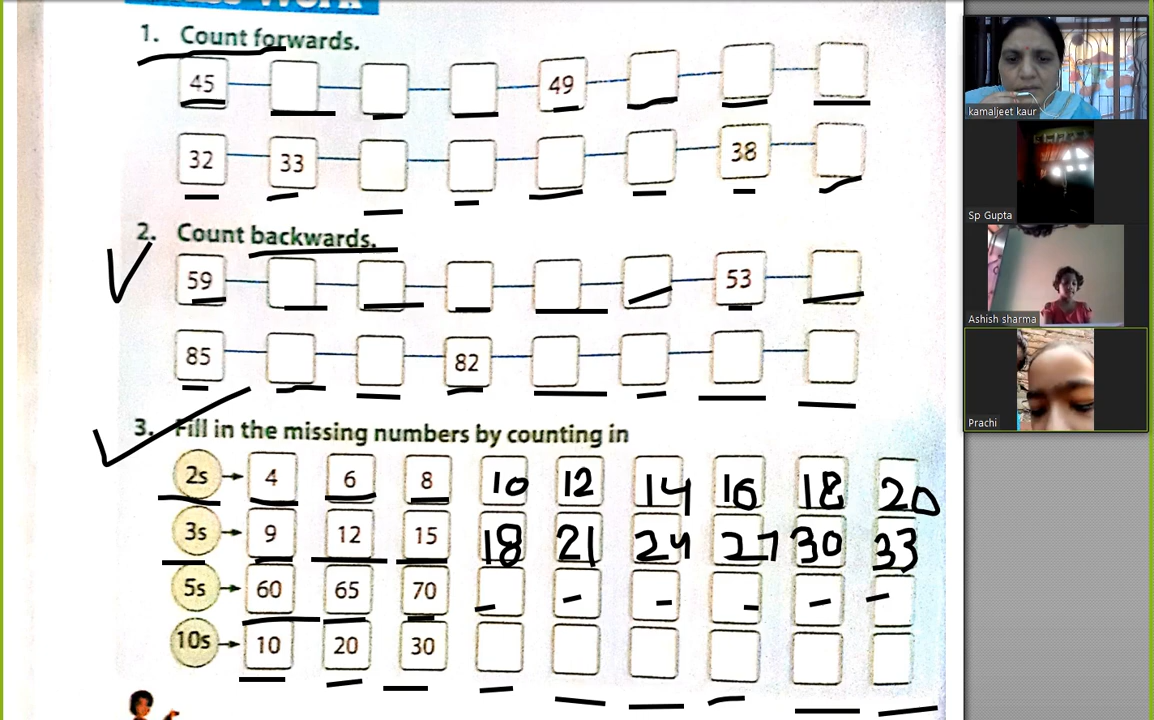 1. Count forwards.
45 49
32 33 38
2. Count backwards.
59 53
85 82
3. Fill in the missing numbers by counting in
2s 4 6 8 10 12 14 16 18 20
3s 9 12 15 18 21 24 27 30 33
5s 60 65 70
10s 10 20 30
kamaljeet kaur
Sp Gupta
Ashish sharma
Prachi